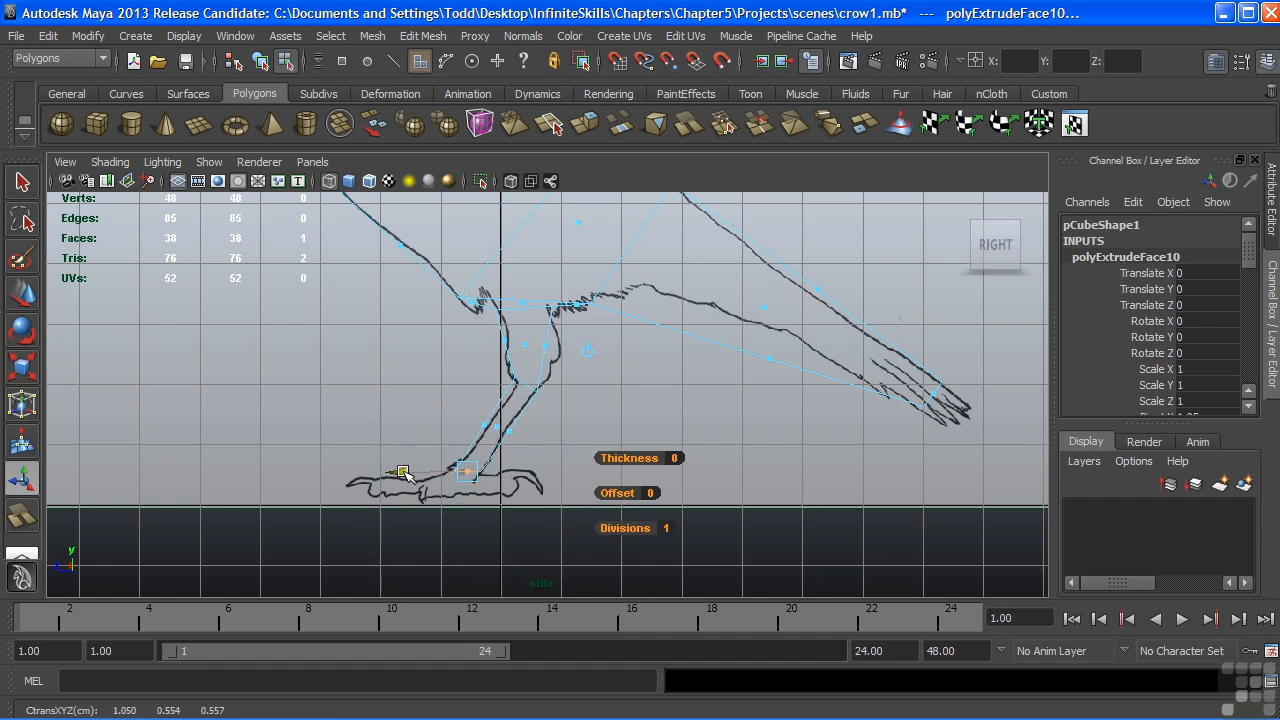 Autodesk Maya 2013 Release Candidate: C:\Documents and Settings\Todd\Desktop\InfiniteSkills\Chapters\Chapter5\Projects\scenes\crow1.mb* --- polyExtrudeFace10...
File Edit Modify Create Display Window Assets Select Mesh Edit Mesh Proxy Normals Color Create UVs Edit UVs Muscle Pipeline Cache Help
Polygons X: Y: Z:
General Curves Surfaces Polygons Subdivs Deformation Animation Dynamics Rendering PaintEffects Toon Muscle Fluids Fur Hair nCloth Custom
View Shading Lighting Show Renderer Panels
Verts: 48 48 0
Edges: 85 85 0
Faces: 38 38 1
Tris: 76 76 2
UVs: 52 52 0
RIGHT
Thickness 0
Offset 0
Divisions 1
y
side
Channel Box / Layer Editor
Channels Edit Object Show
pCubeShape1
INPUTS
polyExtrudeFace10
Translate X 0
Translate Y 0
Translate Z 0
Rotate X 0
Rotate Y 0
Rotate Z 0
Scale X 1
Scale Y 1
Scale Z 1
Display Render Anim
Layers Options Help
Attribute Editor
Channel Box / Layer Editor
2 4 6 8 10 12 14 16 18 20 22 24
1.00
1.00 1.00 1 24 24.00 48.00 No Anim Layer No Character Set
MEL
CtransXYZ(cm): 1.050 0.554 0.557